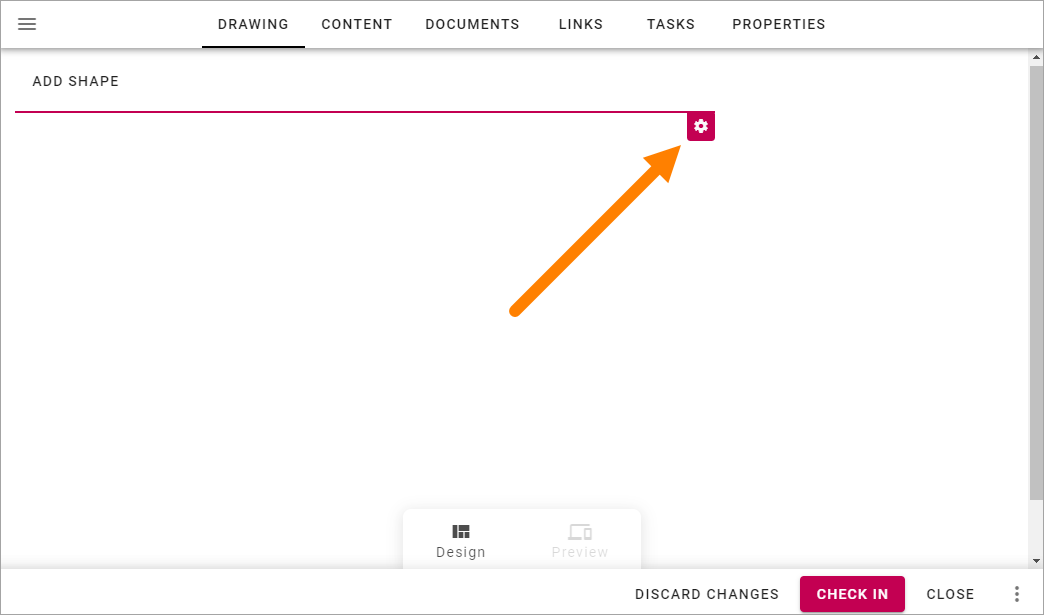 DRAWING CONTENT DOCUMENTS LINKS TASKS PROPERTIES
ADD SHAPE
Design Preview
DISCARD CHANGES CHECK IN CLOSE